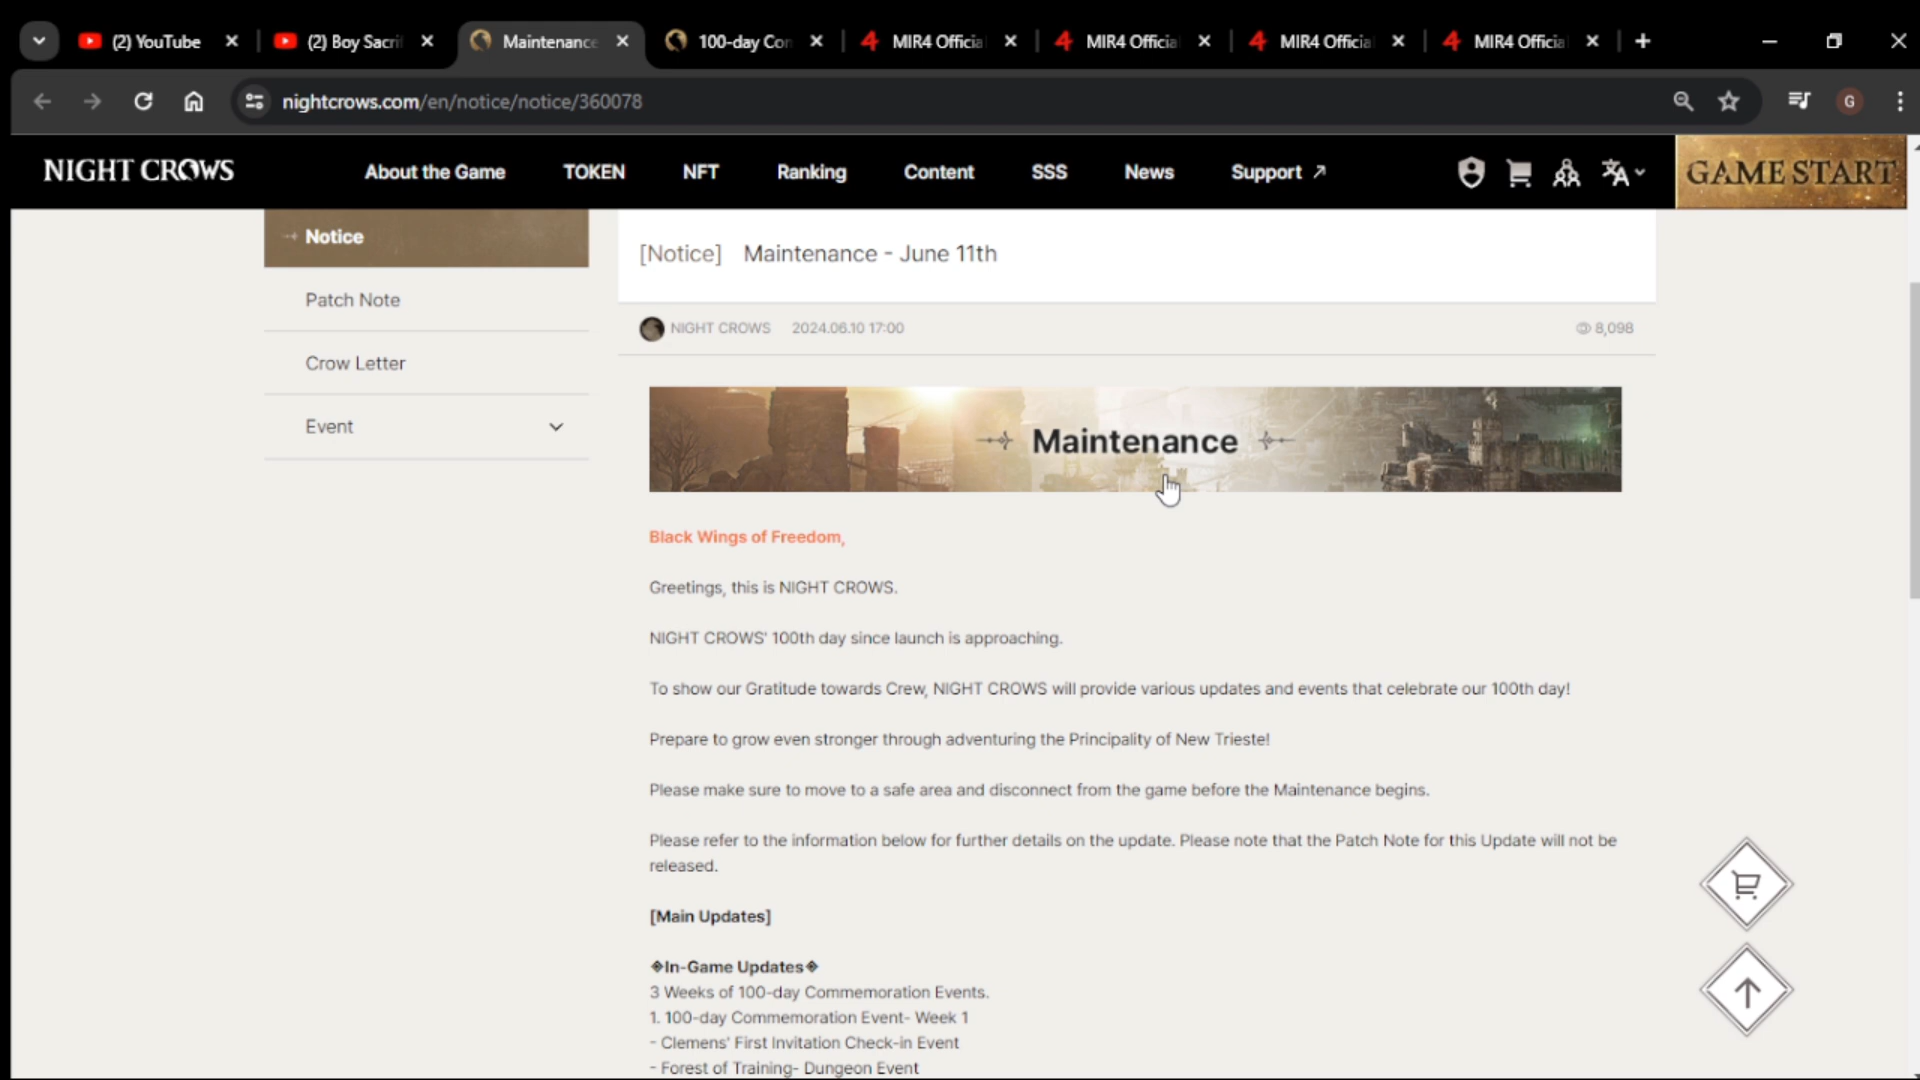 (2) YouTube
(2) Boy Sacri
Maintenance
100-day Con
MIR4 Officia
MIR4 Officia
MIR4 Officia
MIR4 Officia
nightcrows.com/en/notice/notice/360078
G
NIGHT CROWS
About the Game
TOKEN
NFT
Ranking
Content
SSS
News
Support
GAME START
Notice
Patch Note
Crow Letter
Event
[Notice] Maintenance - June 11th
NIGHT CROWS 2024.06.10 17:00 8,098
Maintenance
Black Wings of Freedom,
Greetings, this is NIGHT CROWS.
NIGHT CROWS' 100th day since launch is approaching.
To show our Gratitude towards Crew, NIGHT CROWS will provide various updates and events that celebrate our 100th day!
Prepare to grow even stronger through adventuring the Principality of New Trieste!
Please make sure to move to a safe area and disconnect from the game before the Maintenance begins.
Please refer to the information below for further details on the update. Please note that the Patch Note for this Update will not be
released.
[Main Updates]
◈In-Game Updates◈
3 Weeks of 100-day Commemoration Events.
1. 100-day Commemoration Event- Week 1
- Clemens' First Invitation Check-in Event
- Forest of Training- Dungeon Event